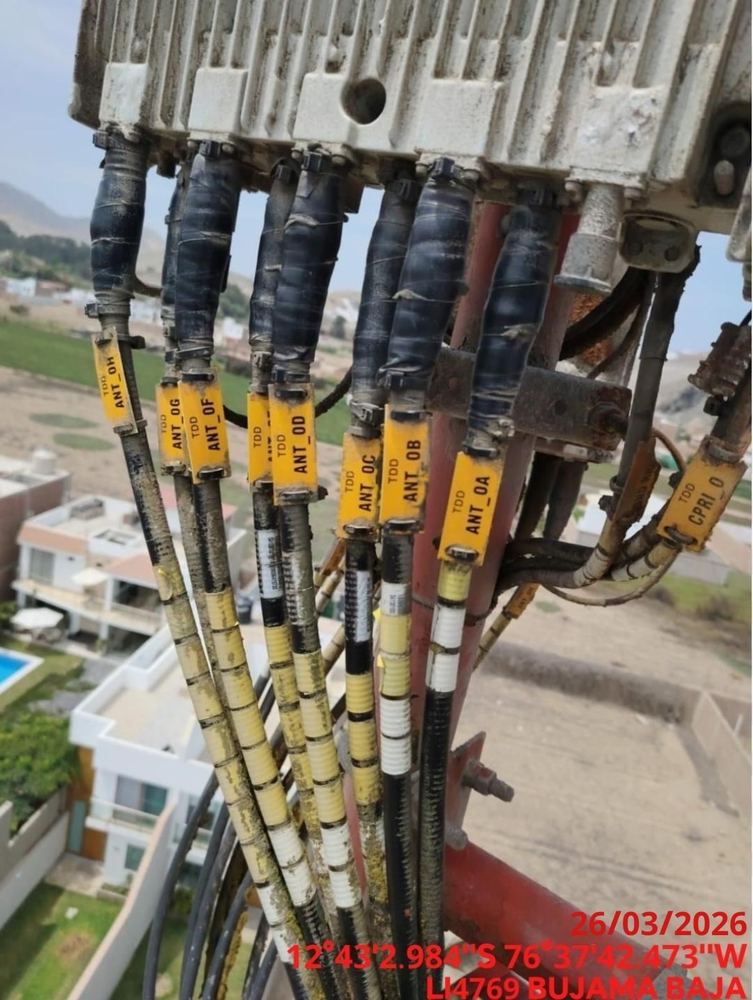 TDD
ANT_0H
TDD
ANT_0G
TDD
ANT_0F
TDD
TDD
ANT_0D
TDD
ANT_0C
TDD
ANT_0B
TDD
ANT_0A
TDD
CPRI_0
26/03/2026
12°43'2.984"S 76°37'42.473"W
LI4769 BUJAMA BAJA